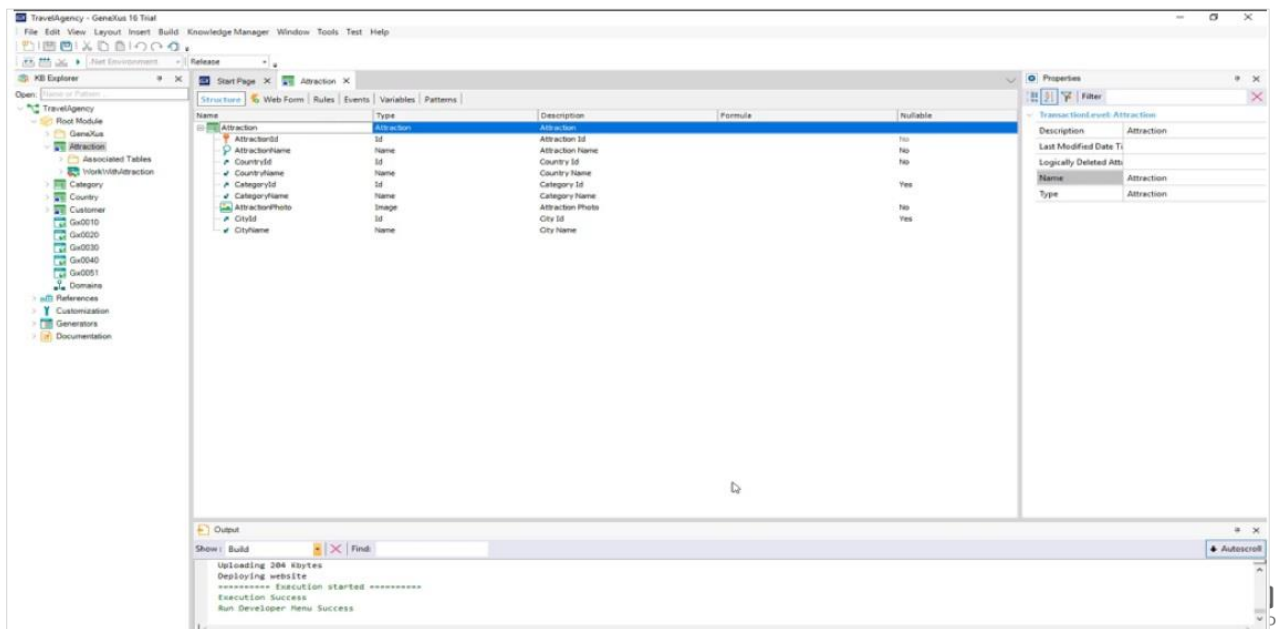 TravelAgency - GeneXus 16 Trial
File Edit View Layout Insert Build Knowledge Manager Window Tools Test Help
.Net Environment Release
KB Explorer
Open: Name or Pattern...
TravelAgency
Root Module
GeneXus
Attraction
Associated Tables
WorkWithAttraction
Category
Country
Customer
Gx0010
Gx0020
Gx0030
Gx0040
Gx0051
Domains
References
Customization
Generators
Documentation
Start Page Attraction
Structure Web Form Rules Events Variables Patterns
Name Type Description Formula Nullable
Attraction Attraction Attraction
AttractionId Id Attraction Id No
AttractionName Name Attraction Name No
CountryId Id Country Id No
CountryName Name Country Name
CategoryId Id Category Id Yes
CategoryName Name Category Name
AttractionPhoto Image Attraction Photo No
CityId Id City Id Yes
CityName Name City Name
Properties
Filter
TransactionLevel: Attraction
Description Attraction
Last Modified Date Ti
Logically Deleted Att
Name Attraction
Type Attraction
Output
Show: Build Find:
Autoscroll
Uploading 204 Kbytes
Deploying website
========== Execution started ==========
Execution Success
Run Developer Menu Success